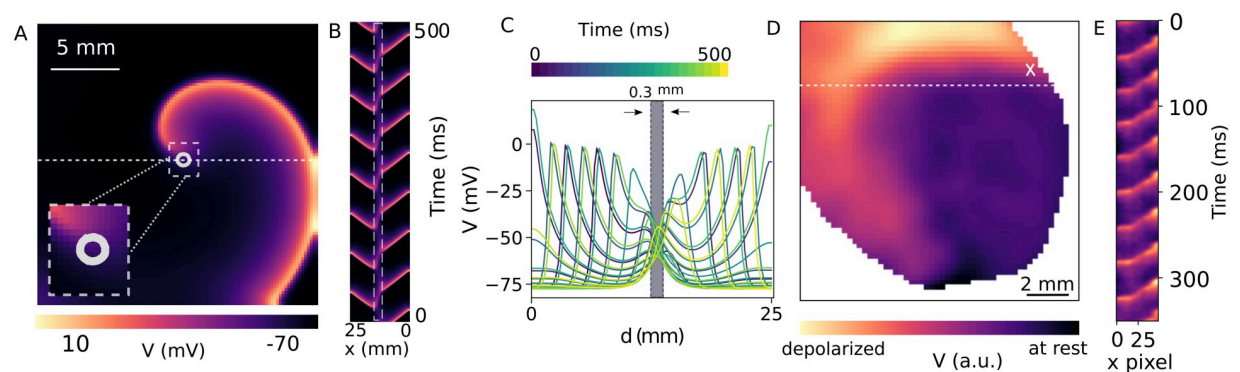 A
5 mm
10
V (mV)
-70
B
500
Time (ms)
0
25
0
x (mm)
C
Time (ms)
0
500
0.3 mm
0
−25
−50
−75
V (mV)
0
25
d(mm)
D
x
2 mm
depolarized
at rest
V (a.u.)
E
0
100
200
300
Time (ms)
0 25
x pixel